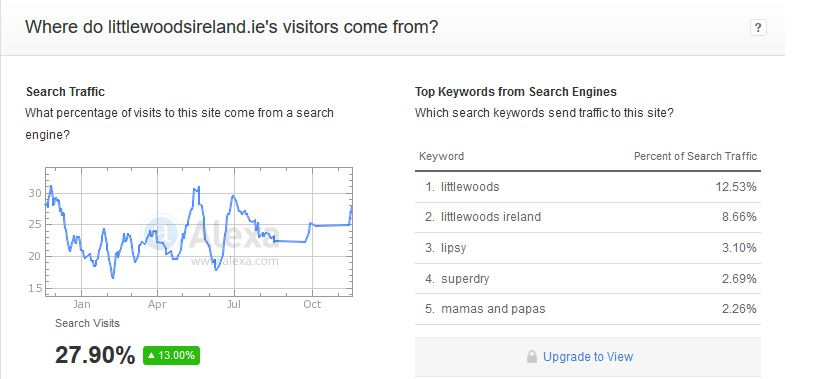 Where do littlewoodsireland.ie's visitors come from?
?
Search Traffic
What percentage of visits to this site come from a search
engine?
30
25
20
15
Jan Apr Jul Oct
a Alexa
www.alexa.com
Search Visits
27.90% 13.00%
Top Keywords from Search Engines
Which search keywords send traffic to this site?
Keyword Percent of Search Traffic
1. littlewoods 12.53%
2. littlewoods ireland 8.66%
3. lipsy 3.10%
4. superdry 2.69%
5. mamas and papas 2.26%
Upgrade to View